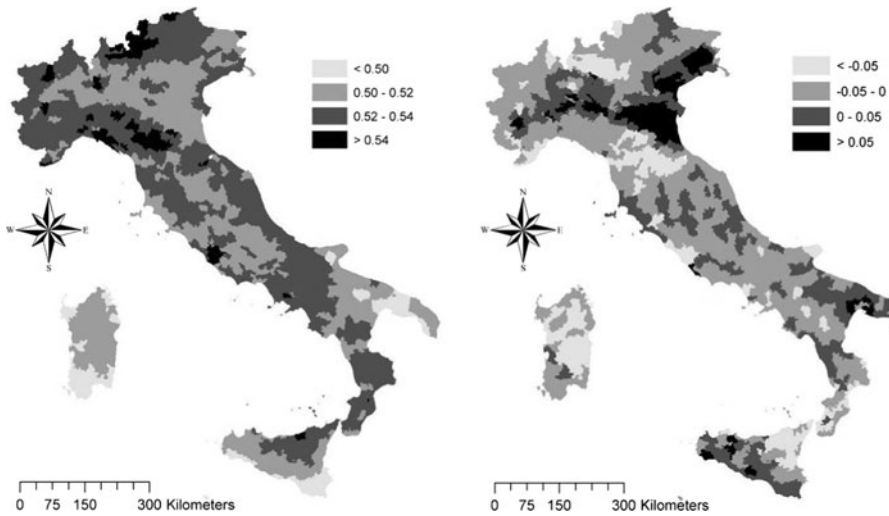 < 0.50
0.50 - 0.52
0.52 - 0.54
> 0.54
N
W E
S
0 75 150 300 Kilometers
< -0.05
-0.05 - 0
0 - 0.05
> 0.05
N
W E
S
0 75 150 300 Kilometers